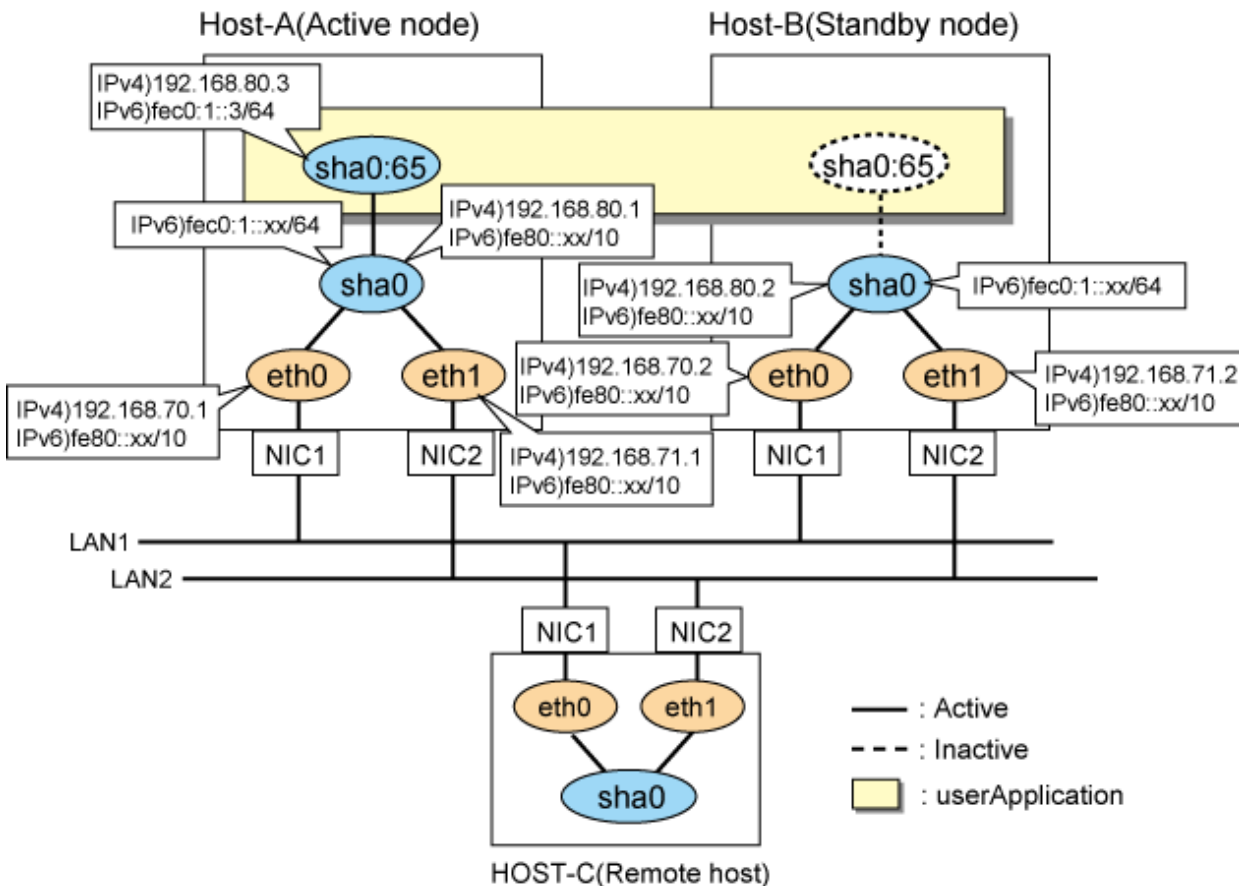 Host-A(Active node)
Host-B(Standby node)
IPv4)192.168.80.3
IPv6)fec0:1::3/64
sha0:65
sha0:65
IPv6)fec0:1::xx/64
IPv4)192.168.80.1
IPv6)fe80::xx/10
sha0
IPv4)192.168.80.2
IPv6)fe80::xx/10
sha0
IPv6)fec0:1::xx/64
eth0
eth1
IPv4)192.168.70.2
IPv6)fe80::xx/10
eth0
eth1
IPv4)192.168.71.2
IPv6)fe80::xx/10
IPv4)192.168.70.1
IPv6)fe80::xx/10
NIC1
NIC2
IPv4)192.168.71.1
IPv6)fe80::xx/10
NIC1
NIC2
LAN1
LAN2
NIC1
NIC2
eth0
eth1
sha0
HOST-C(Remote host)
: Active
: Inactive
: userApplication